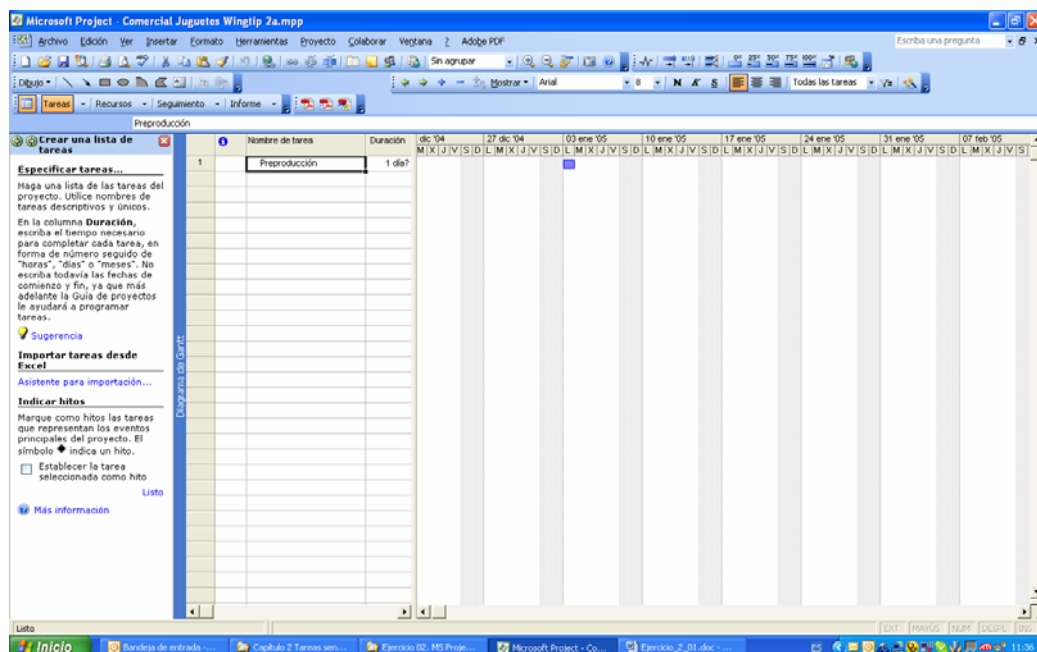 Microsoft Project - Comercial Juguetes Wingtip 2a.mpp
Archivo Edición Ver Insertar Formato Herramientas Proyecto Colaborar Ventana ? Adobe PDF Escriba una pregunta
Sin agrupar
Dibujo Mostrar Arial 8 N K S Todas las tareas
Tareas Recursos Seguimiento Informe
Preproducción
Crear una lista de tareas
Especificar tareas...
Haga una lista de las tareas del
proyecto. Utilice nombres de
tareas descriptivos y únicos.
En la columna Duración,
escriba el tiempo necesario
para completar cada tarea, en
forma de número seguido de
"horas", "días" o "meses". No
escriba todavía las fechas de
comienzo y fin, ya que más
adelante la Guía de proyectos
le ayudará a programar
tareas.
Sugerencia
Importar tareas desde
Excel
Asistente para importación...
Indicar hitos
Marque como hitos las tareas
que representan los eventos
principales del proyecto. El
símbolo ◆ indica un hito.
Establecer la tarea
seleccionada como hito
Listo
Más información
Diagrama de Gantt
Nombre de tarea Duración dic '04 27 dic '04 03 ene '05 10 ene '05 17 ene '05 24 ene '05 31 ene '05 07 feb '05
M X J V S D L M X J V S D L M X J V S D L M X J V S D L M X J V S D L M X J V S D L M X J V S D L M X J V S
1 Preproducción 1 día?
Listo EXT MAYÚS NUM DESPL INS
Inicio Bandeja de entrada -... Capítulo 2 Tareas sen... Ejercicio 02. MS Proje... Microsoft Project - Co... Ejercicio_2_01.doc - ... ES 11:36